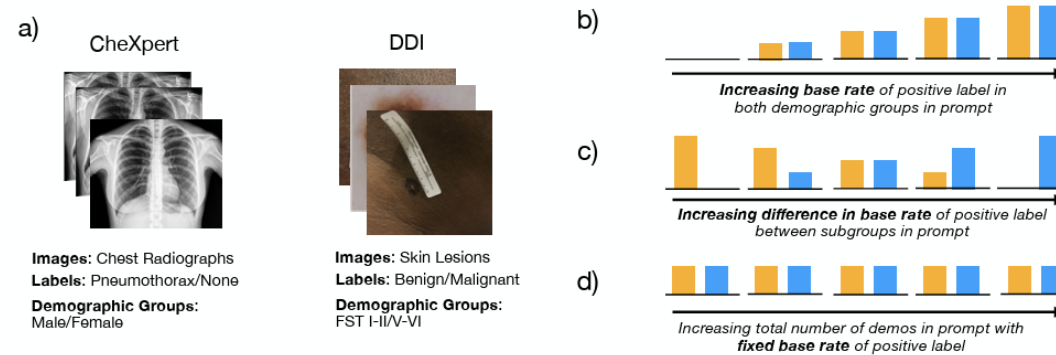 a)
CheXpert
DDI
Images: Chest Radiographs
Labels: Pneumothorax/None
Demographic Groups:
Male/Female
Images: Skin Lesions
Labels: Benign/Malignant
Demographic Groups:
FST I-II/V-VI
b)
Increasing base rate of positive label in
both demographic groups in prompt
c)
Increasing difference in base rate of positive label
between subgroups in prompt
d)
Increasing total number of demos in prompt with
fixed base rate of positive label